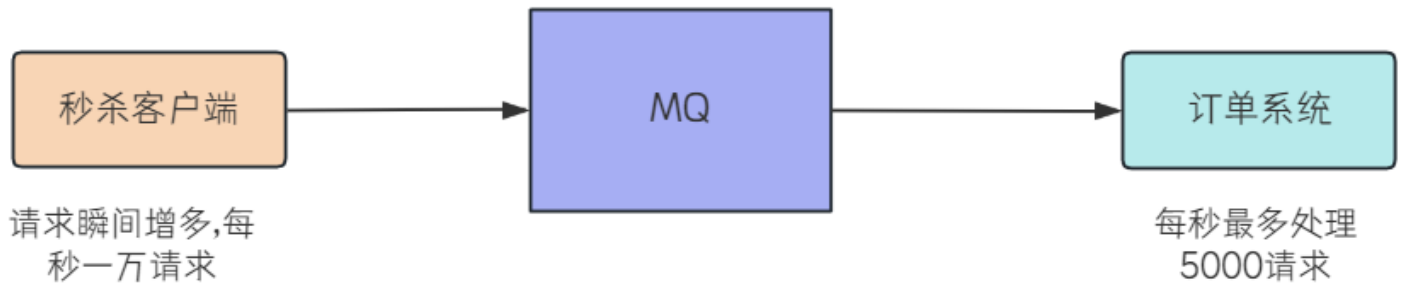 秒杀客户端
MQ
订单系统
请求瞬间增多,每
秒一万请求
每秒最多处理
5000请求